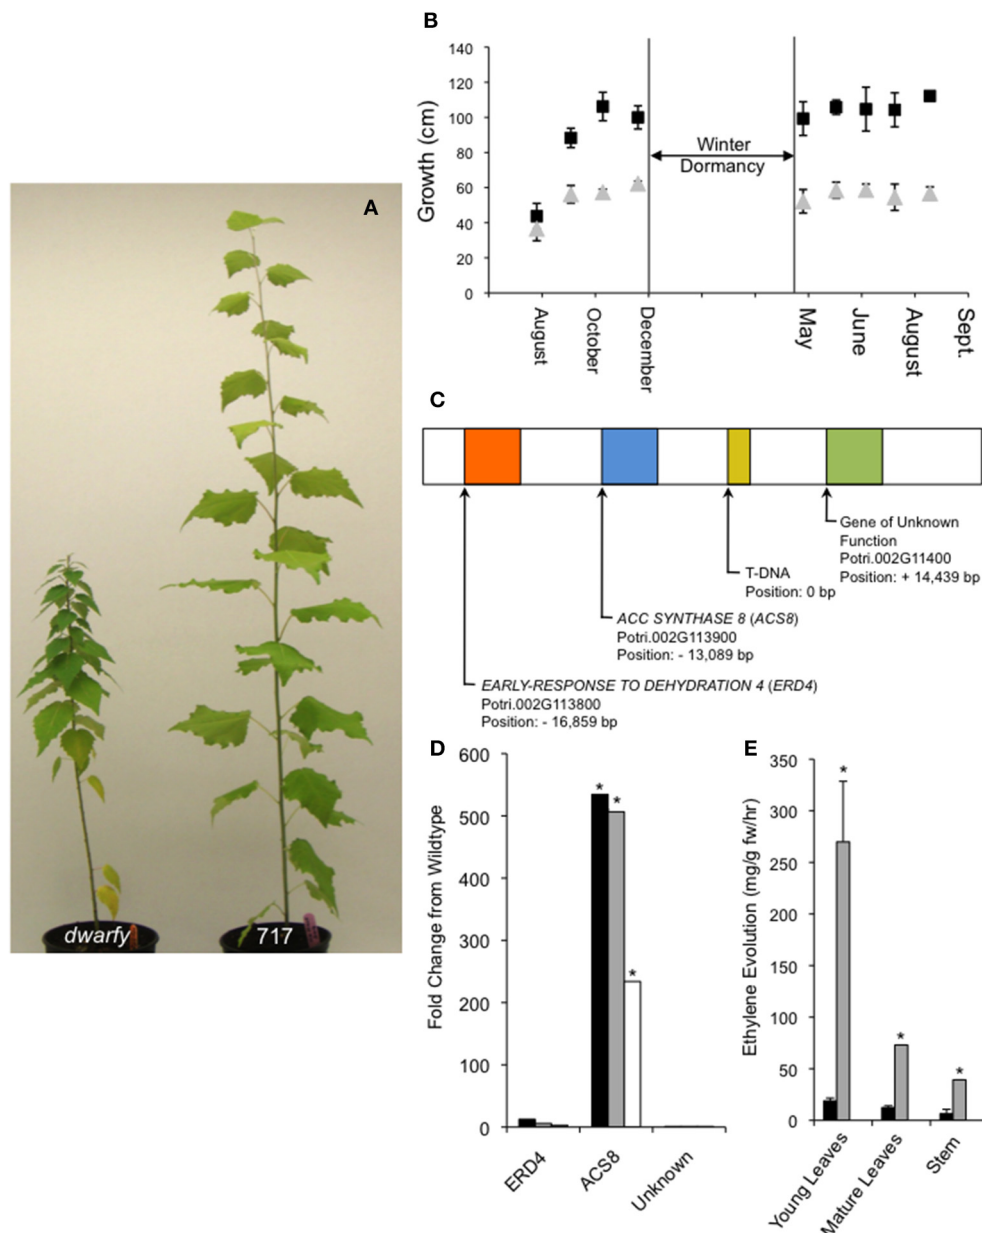 A
dwarfy
717
B
Growth (cm)
140
120
100
80
60
40
20
0
Winter
Dormancy
August
October
December
May
June
August
Sept.
C
Gene of Unknown
Function
Potri.002G11400
Position: + 14,439 bp
T-DNA
Position: 0 bp
ACC SYNTHASE 8 (ACS8)
Potri.002G113900
Position: - 13,089 bp
EARLY-RESPONSE TO DEHYDRATION 4 (ERD4)
Potri.002G113800
Position: - 16,859 bp
D
Fold Change from Wildtype
600
500
400
300
200
100
0
* * *
ERD4
ACS8
Unknown
E
Ethylene Evolution (mg/g fw/hr)
350
300
250
200
150
100
50
0
* * *
Young Leaves
Mature Leaves
Stem